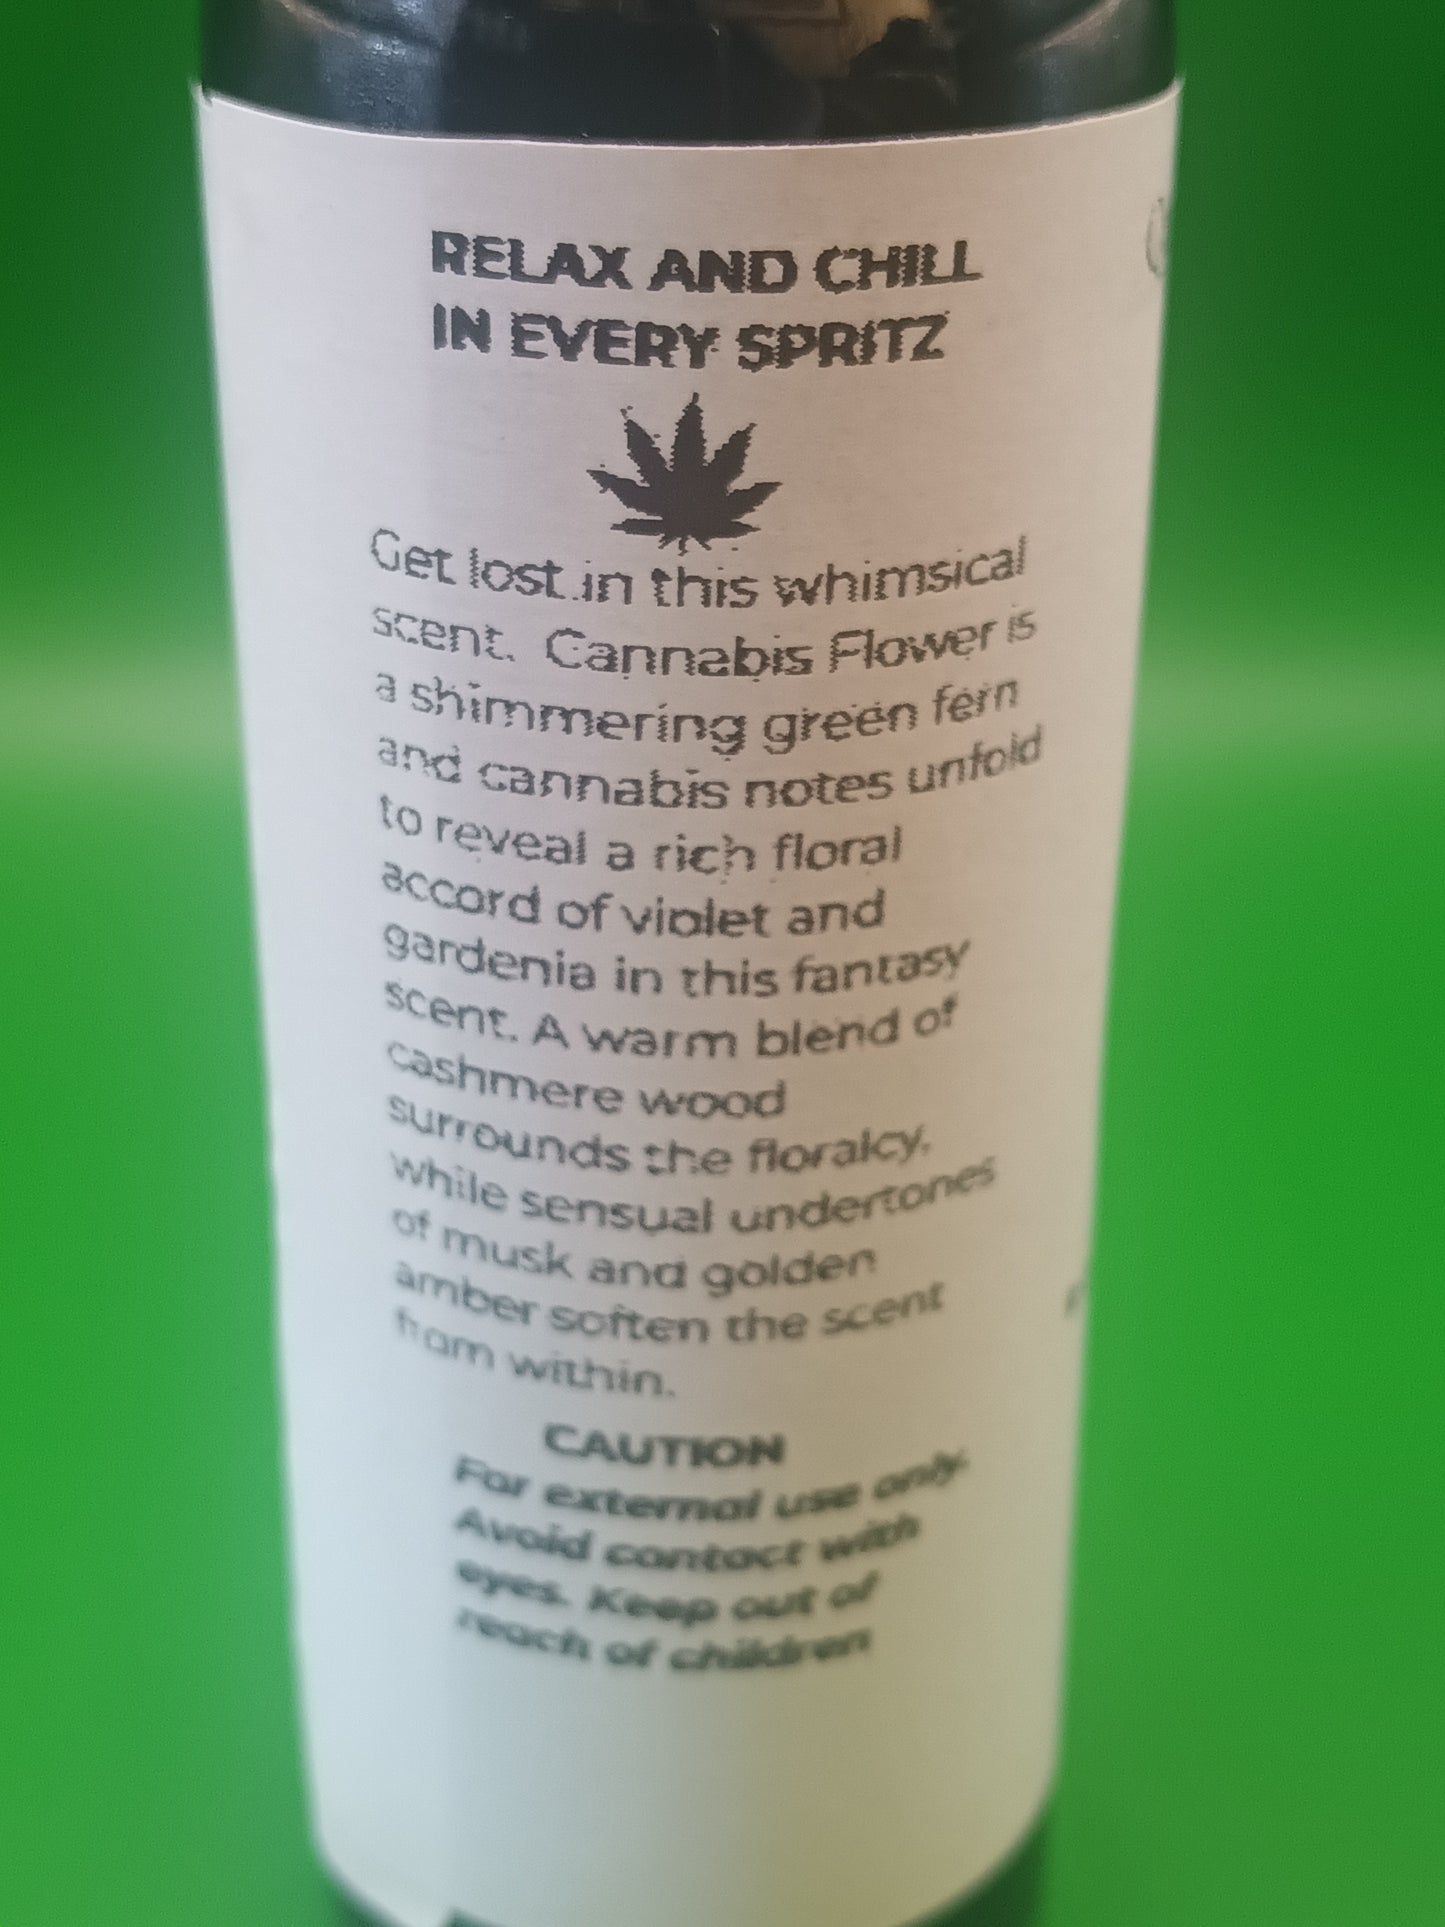 RELAX AND CHILL
IN EVERY SPRITZ
Get lost in this whimsical
scent. Cannabis Flower is
a shimmering green fern
and cannabis notes unfold
to reveal a rich floral
accord of violet and
gardenia in this fantasy
scent. A warm blend of
cashmere wood
surrounds the floralcy,
while sensual undertones
of musk and golden
amber soften the scent
from within.
CAUTION
For external use only.
Avoid contact with
eyes. Keep out of
reach of children